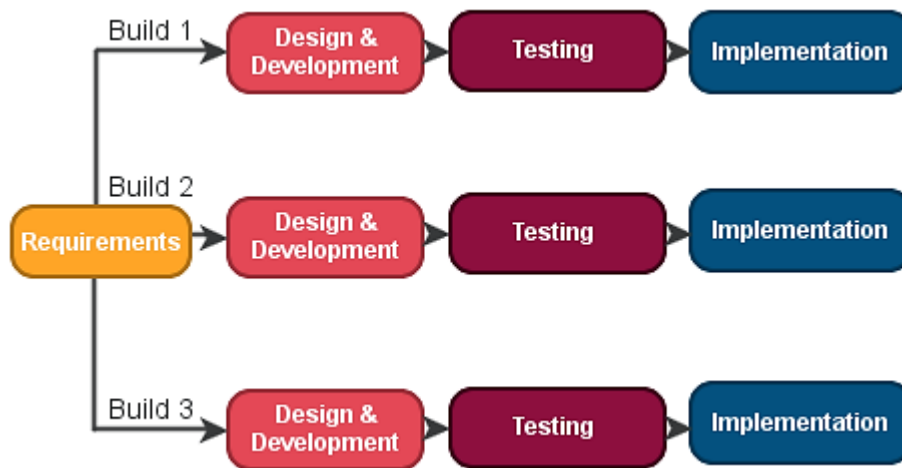 Build 1
Design &
Development
Testing
Implementation
Build 2
Requirements
Design &
Development
Testing
Implementation
Build 3
Design &
Development
Testing
Implementation